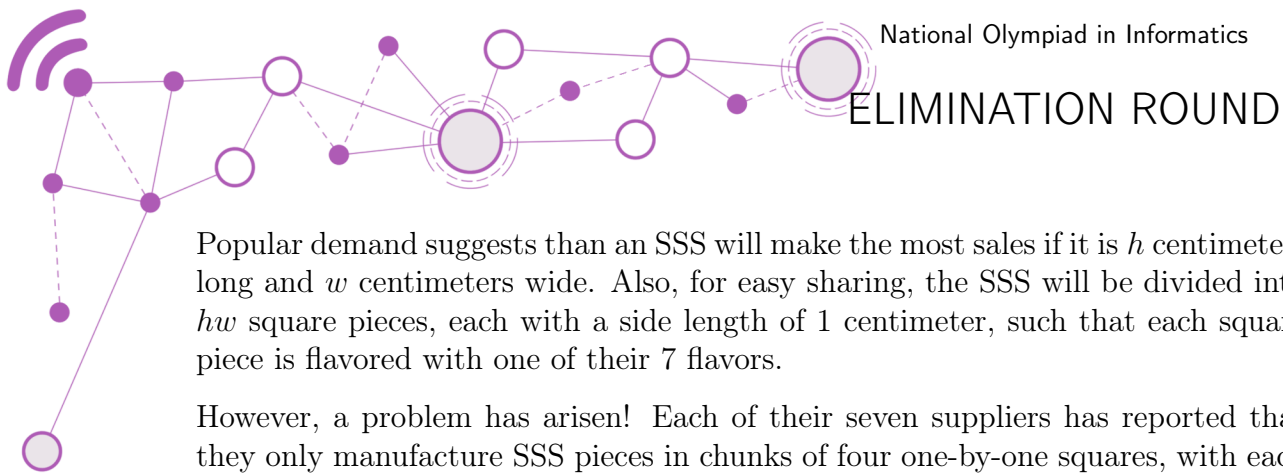 National Olympiad in Informatics
ELIMINATION ROUND
Popular demand suggests than an SSS will make the most sales if it is h centimeter
long and w centimeters wide. Also, for easy sharing, the SSS will be divided int
hw square pieces, each with a side length of 1 centimeter, such that each squar
piece is flavored with one of their 7 flavors.
However, a problem has arisen! Each of their seven suppliers has reported tha
they only manufacture SSS pieces in chunks of four one-by-one squares, with eac